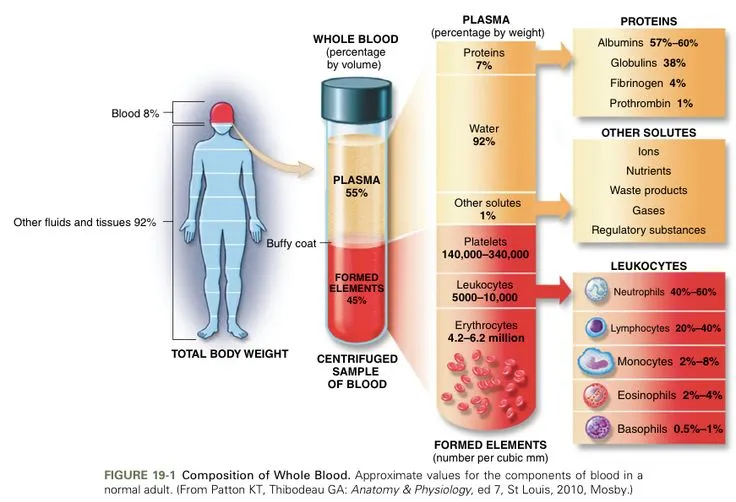 WHOLE BLOOD
(percentage
by volume)
Blood 8%
Other fluids and tissues 92%
TOTAL BODY WEIGHT
PLASMA
55%
Buffy coat
FORMED
ELEMENTS
45%
CENTRIFUGED
SAMPLE
OF BLOOD
PLASMA
(percentage by weight)
Proteins
7%
Water
92%
Other solutes
1%
Platelets
140,000–340,000
Leukocytes
5000–10,000
Erythrocytes
4.2–6.2 million
FORMED ELEMENTS
(number per cubic mm)
PROTEINS
Albumins 57%–60%
Globulins 38%
Fibrinogen 4%
Prothrombin 1%
OTHER SOLUTES
Ions
Nutrients
Waste products
Gases
Regulatory substances
LEUKOCYTES
Neutrophils 40%–60%
Lymphocytes 20%–40%
Monocytes 2%–8%
Eosinophils 2%–4%
Basophils 0.5%–1%
FIGURE 19-1 Composition of Whole Blood. Approximate values for the components of blood in a
normal adult. (From Patton KT, Thibodeau GA: Anatomy & Physiology, ed 7, St Louis, 2010, Mosby.)